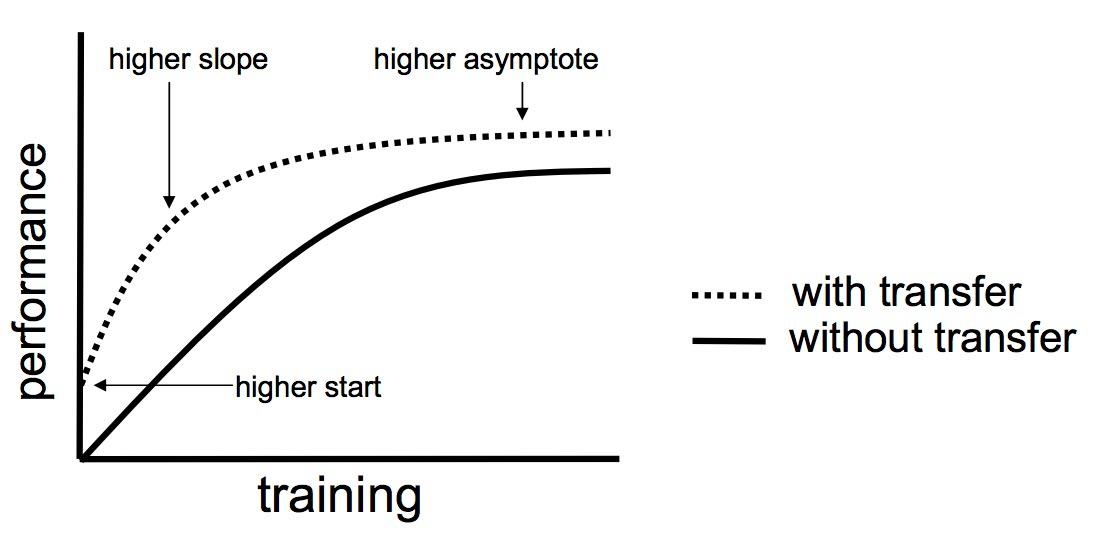 higher slope
higher asymptote
performance
with transfer
without transfer
higher start
training